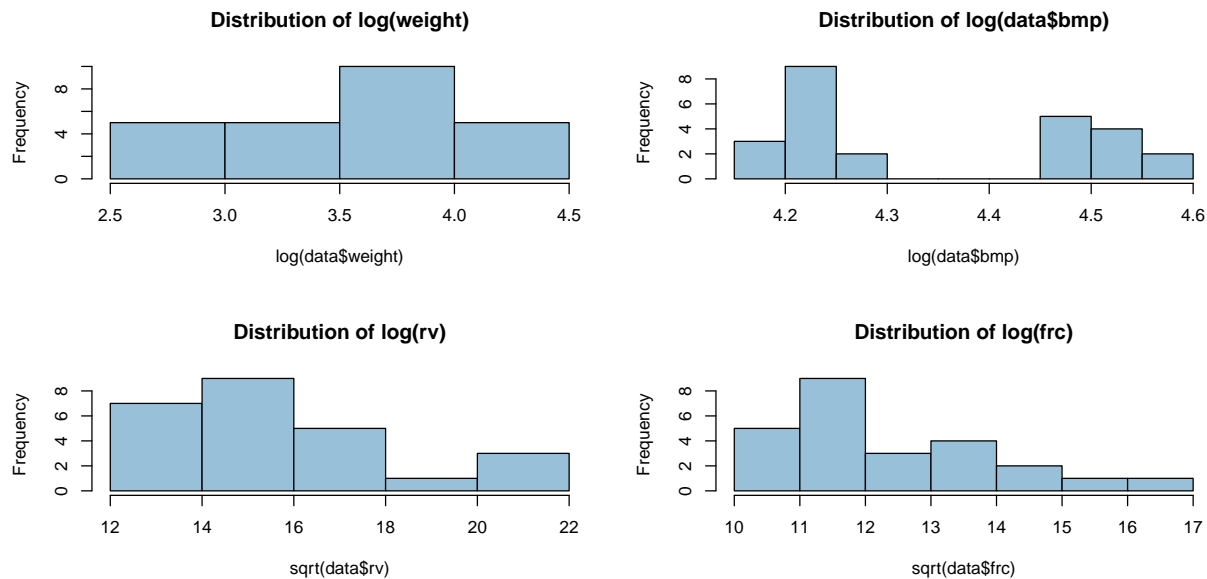 Distribution of log(weight)
Frequency
0
4
8
2.5 3.0 3.5 4.0 4.5
log(data$weight)
Distribution of log(data$bmp)
Frequency
0
2
4
6
8
4.2 4.3 4.4 4.5 4.6
log(data$bmp)
Distribution of log(rv)
Frequency
0
2
4
6
8
12 14 16 18 20 22
sqrt(data$rv)
Distribution of log(frc)
Frequency
0
2
4
6
8
10 11 12 13 14 15 16 17
sqrt(data$frc)